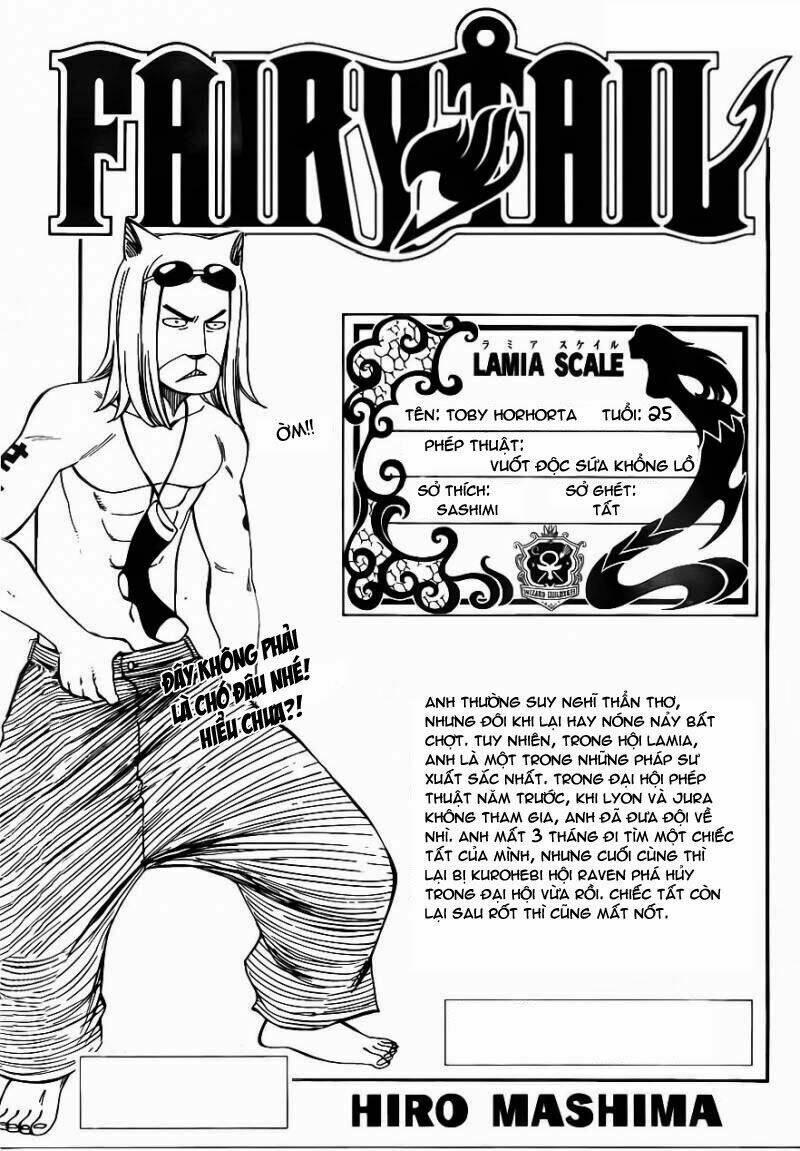 FAIRY TAIL
ラミア スケイル
LAMIA SCALE
TÊN: TOBY HORHORTA TUỔI: 25
PHÉP THUẬT:
VUỐT ĐỘC SỨA KHỔNG LỒ
SỞ THÍCH: SỞ GHÉT:
SASHIMI TẤT
WIZARD GUILD
ỜM!!
ĐÂY KHÔNG PHẢI
LÀ CHÓ ĐÂU NHÉ!
HIỂU CHƯA?!
ANH THƯỜNG SUY NGHĨ THẪN THƠ,
NHƯNG ĐÔI KHI LẠI HAY NÓNG NẢY BẤT
CHỢT. TUY NHIÊN, TRONG HỘI LAMIA,
ANH LÀ MỘT TRONG NHỮNG PHÁP SƯ
XUẤT SẮC NHẤT. TRONG ĐẠI HỘI PHÉP
THUẬT NĂM TRƯỚC, KHI LYON VÀ JURA
KHÔNG THAM GIA, ANH ĐÃ ĐƯA ĐỘI VỀ
NHÌ. ANH MẤT 3 THÁNG ĐI TÌM MỘT CHIẾC
TẤT CỦA MÌNH, NHƯNG CUỐI CÙNG THÌ
LẠI BỊ KUROHEBI HỘI RAVEN PHÁ HỦY
TRONG ĐẠI HỘI VỪA RỒI. CHIẾC TẤT CÒN
LẠI SAU RỐT THÌ CŨNG MẤT NỐT.
HIRO MASHIMA